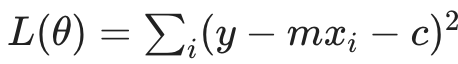 L(θ) = ∑ᵢ(y − mxᵢ − c)²